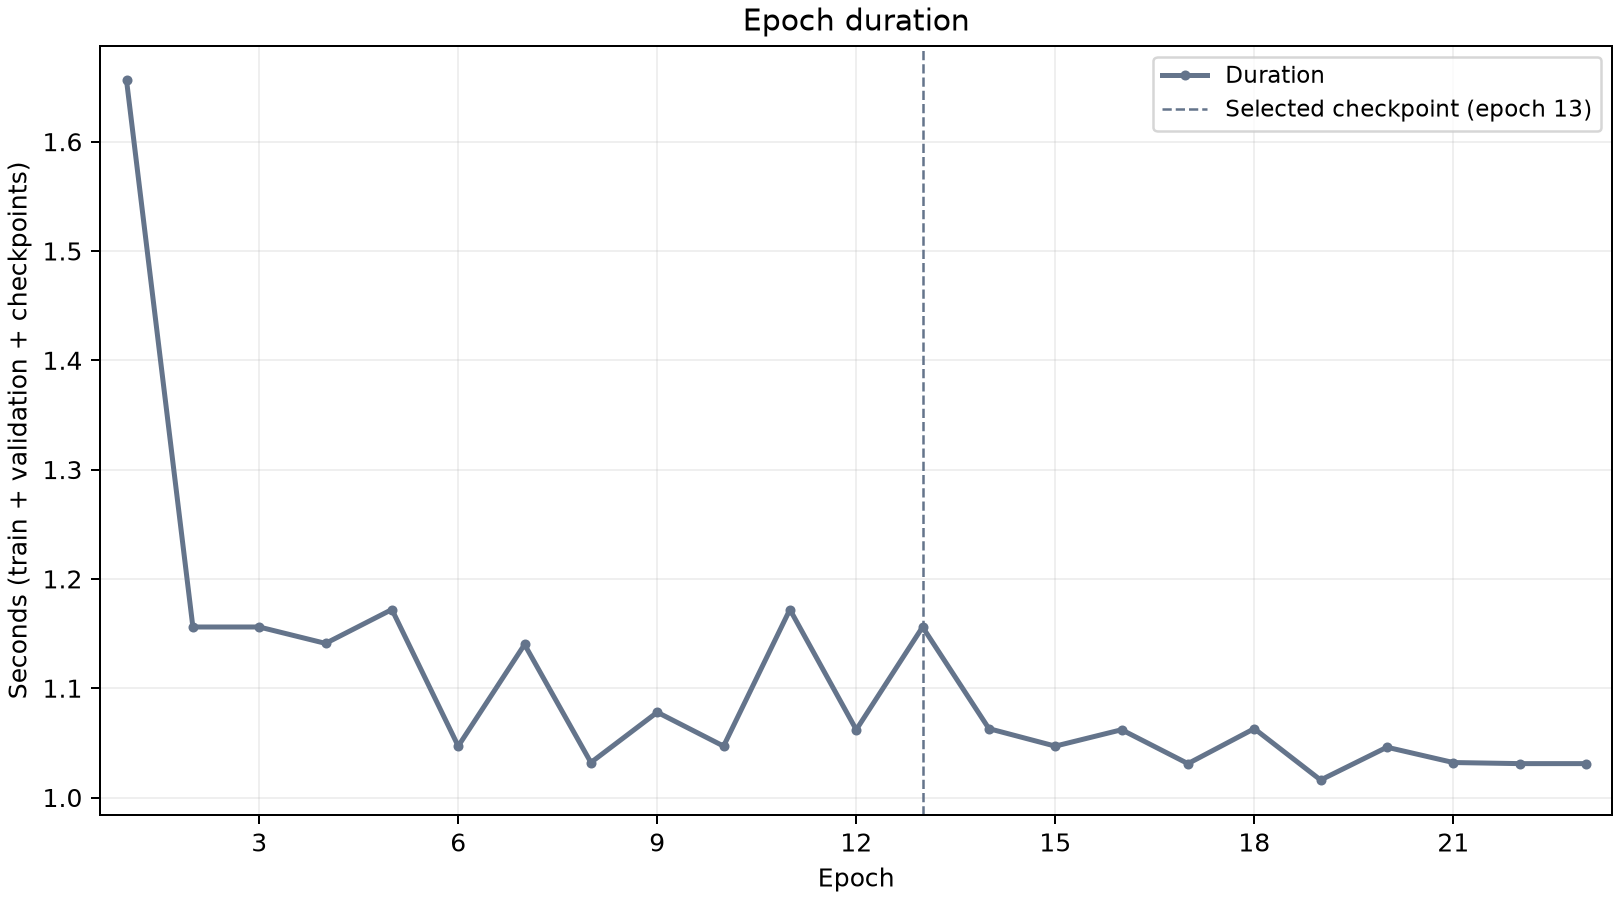 Epoch duration
Duration
Selected checkpoint (epoch 13)
Seconds (train + validation + checkpoints)
1.6
1.5
1.4
1.3
1.2
1.1
1.0
3 6 9 12 15 18 21
Epoch